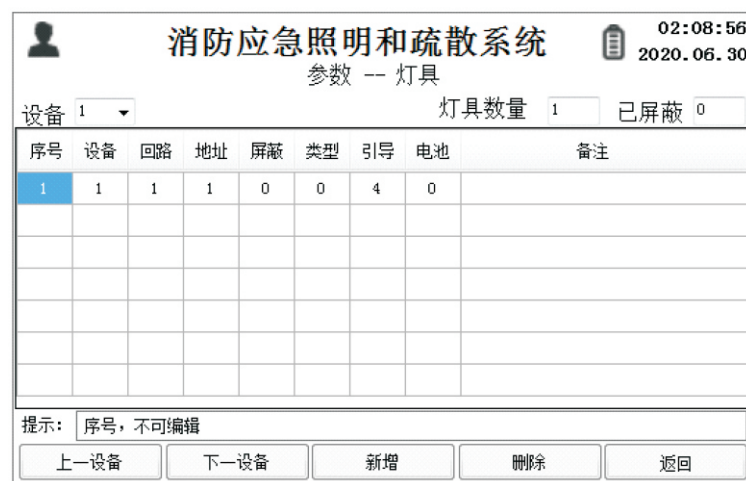 消防应急照明和疏散系统
02:08:56
2020.06.30
参数 -- 灯具
设备 1 灯具数量 1 已屏蔽 0
序号 设备 回路 地址 屏蔽 类型 引导 电池 备注
1 1 1 1 0 0 4 0
提示: 序号，不可编辑
上一设备 下一设备 新增 删除 返回